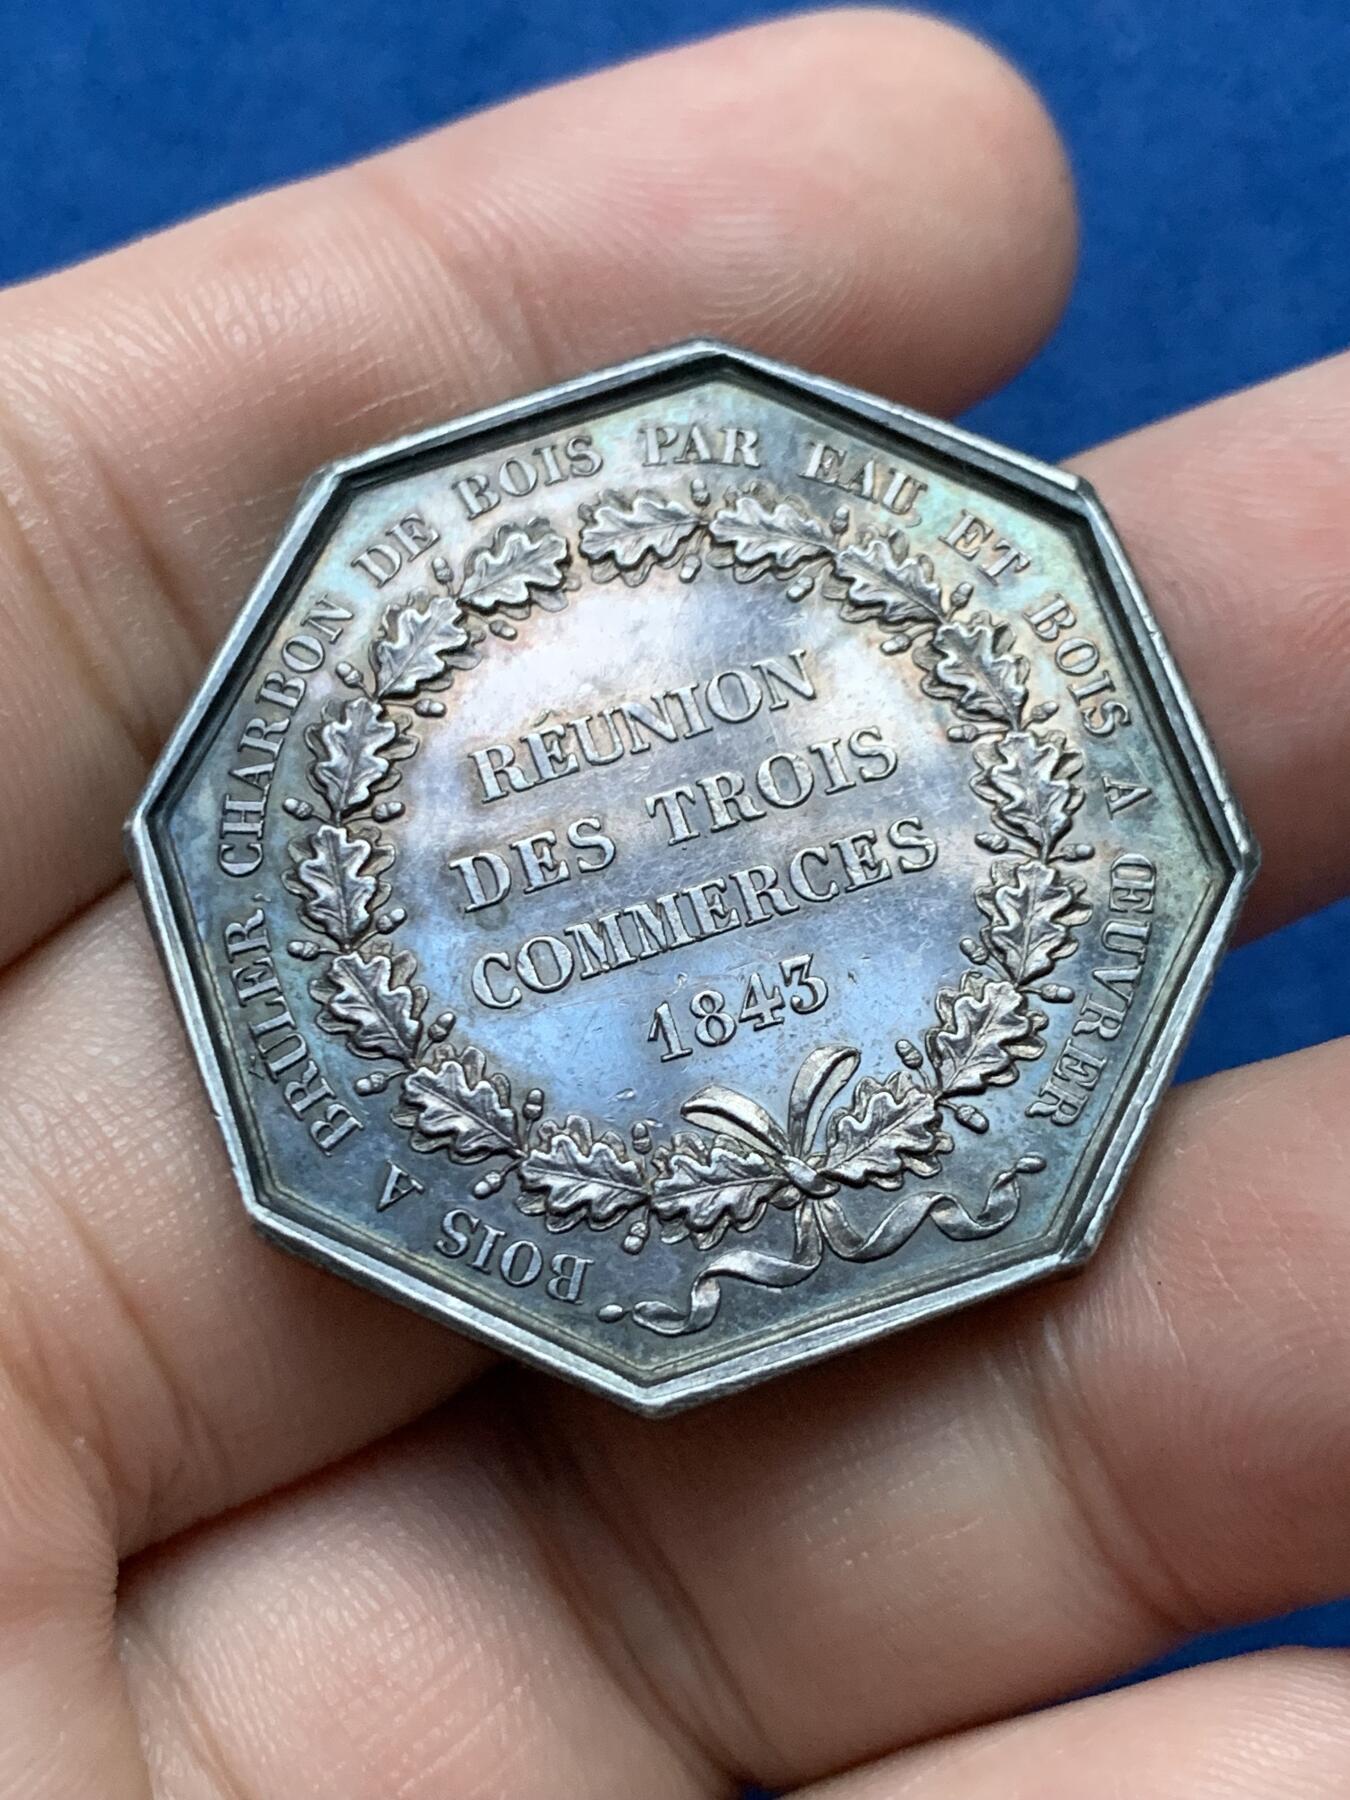 BOIS A BRÛLER, CHARBON DE BOIS PAR EAU, ET BOIS A ŒUVRER
RÉUNION
DES TROIS
COMMERCES
1843